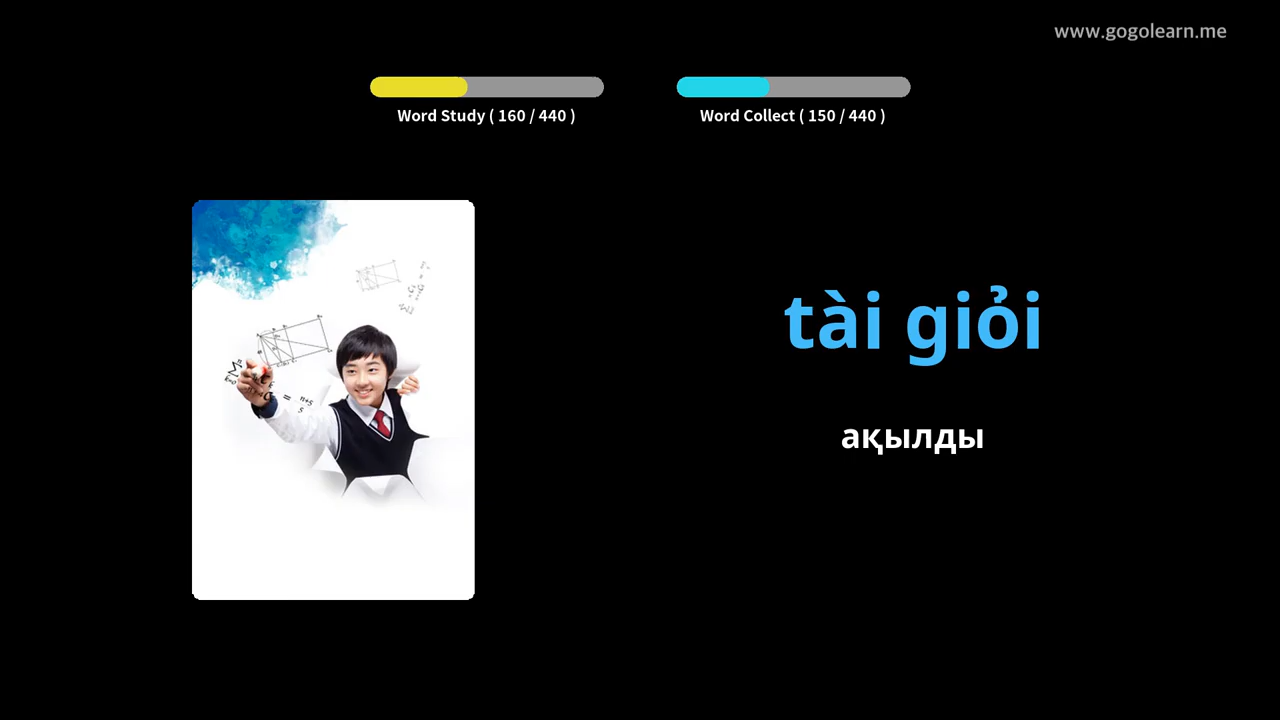 www.gogolearn.me
Word Study ( 160 / 440 )
Word Collect ( 150 / 440 )
tài giỏi
ақылды